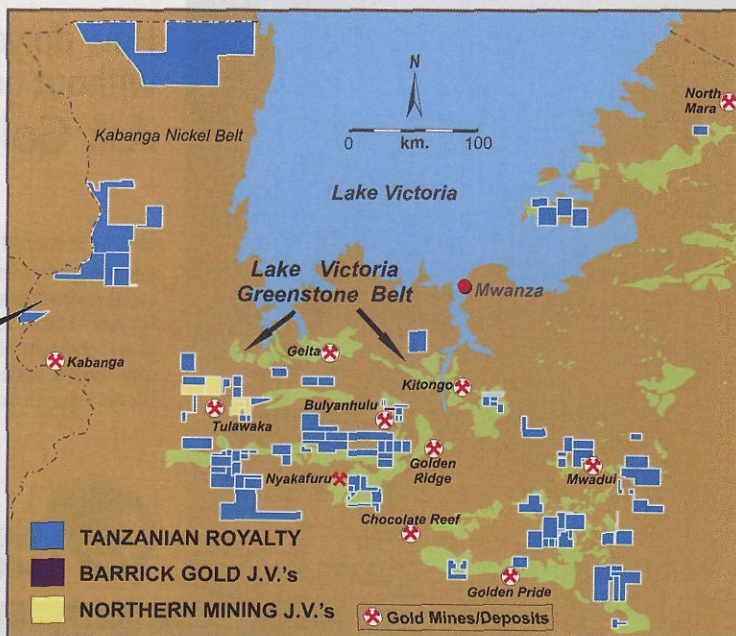 North
Mara
N
Kabanga Nickel Belt
0 km. 100
Lake Victoria
Lake Victoria
Greenstone Belt
Mwanza
Geita
Kabanga
Kitongo
Bulyanhulu
Tulawaka
Golden
Ridge
Nyakafuru
Mwadui
Chocolate Reef
Golden Pride
TANZANIAN ROYALTY
BARRICK GOLD J.V.'s
NORTHERN MINING J.V.'s
Gold Mines/Deposits